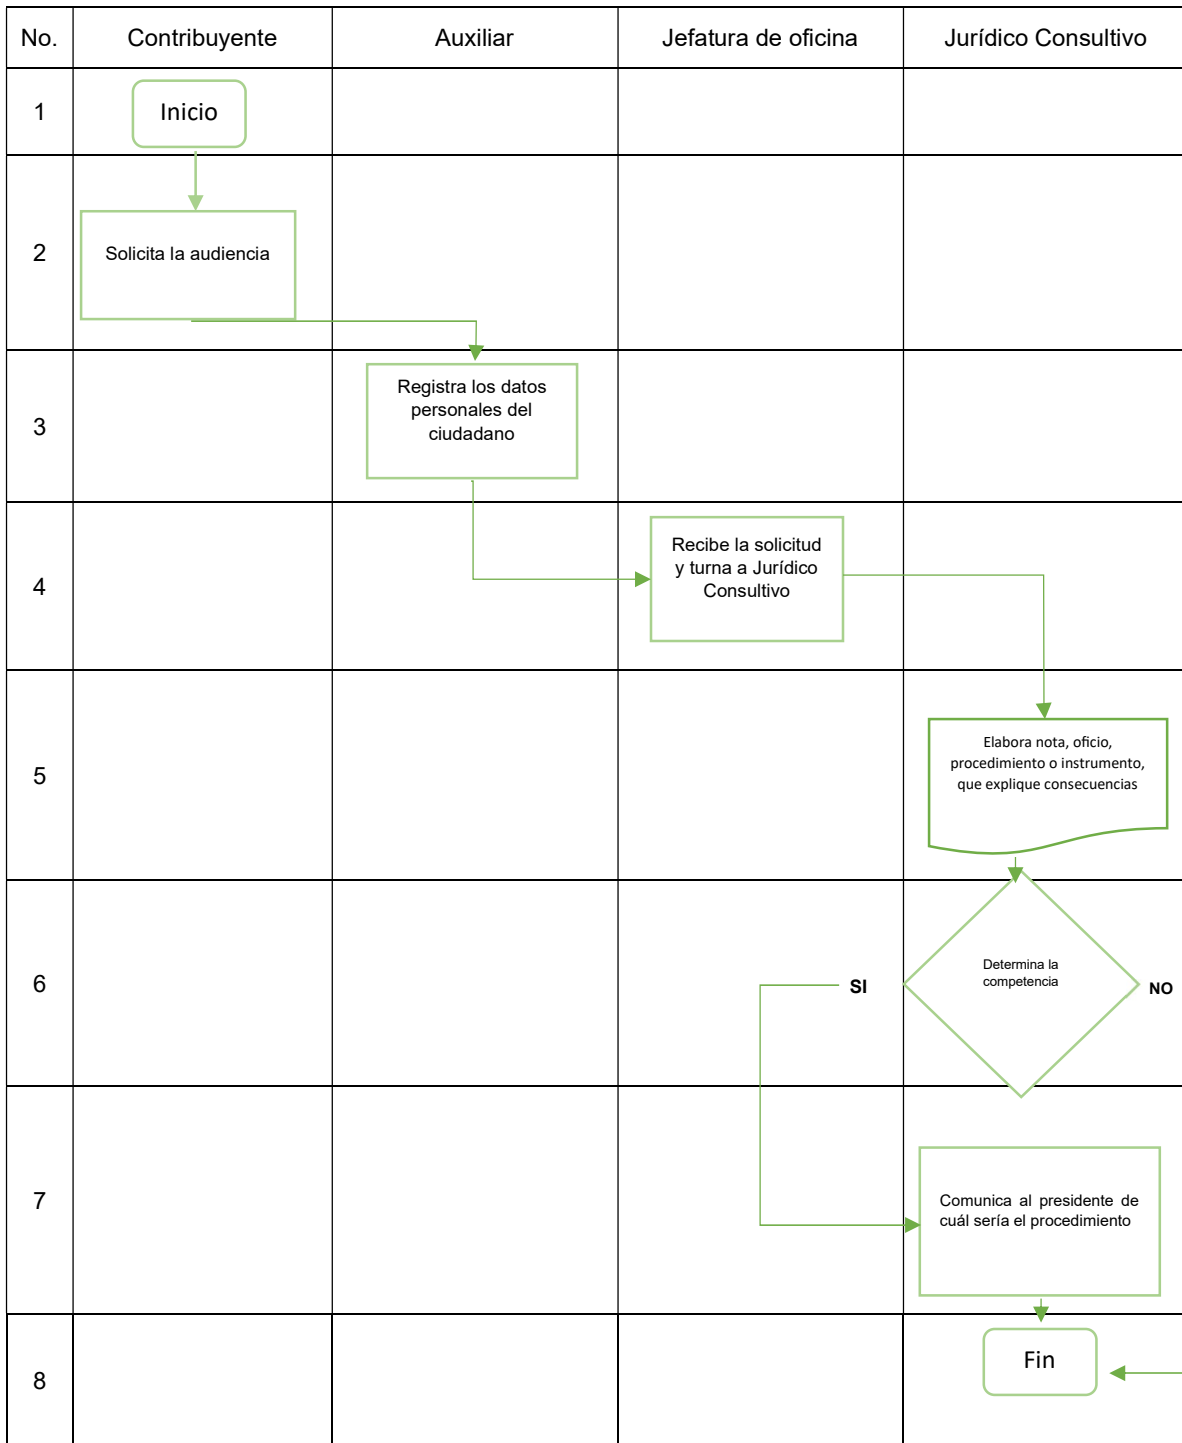 No. Contribuyente Auxiliar Jefatura de oficina Jurídico Consultivo
1
Inicio
2
Solicita la audiencia
3
Registra los datos
personales del
ciudadano
4
Recibe la solicitud
y turna a Jurídico
Consultivo
5
Elabora nota, oficio,
procedimiento o instrumento,
que explique consecuencias
6
SI
Determina la
competencia
NO
7
Comunica al presidente de
cuál sería el procedimiento
8
Fin